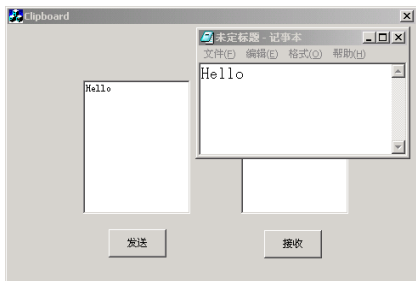 Clipboard
未定标题 - 记事本
文件(F) 编辑(E) 格式(O) 帮助(H)
Hello
Hello
发送
接收